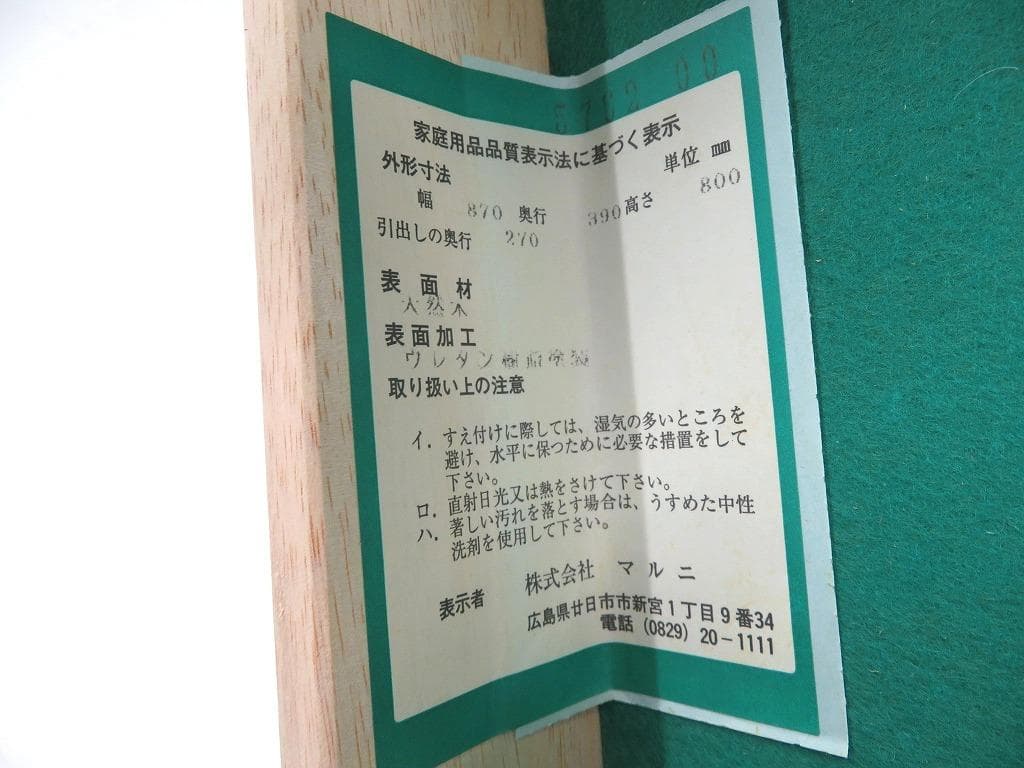 5762 00
家庭用品品質表示法に基づく表示
外形寸法 単位 ㎜
幅 870 奥行 390 高さ 800
引出しの奥行 270
表面材
天然木
表面加工
ウレタン樹脂塗装
取り扱い上の注意
イ．すえ付けに際しては、湿気の多いところを
避け、水平に保つために必要な措置をして
下さい。
ロ．直射日光又は熱をさけて下さい。
ハ．著しい汚れを落とす場合は、うすめた中性
洗剤を使用して下さい。
表示者 株式会社 マルニ
広島県廿日市市新宮1丁目9番34
電話 (0829) 20-1111